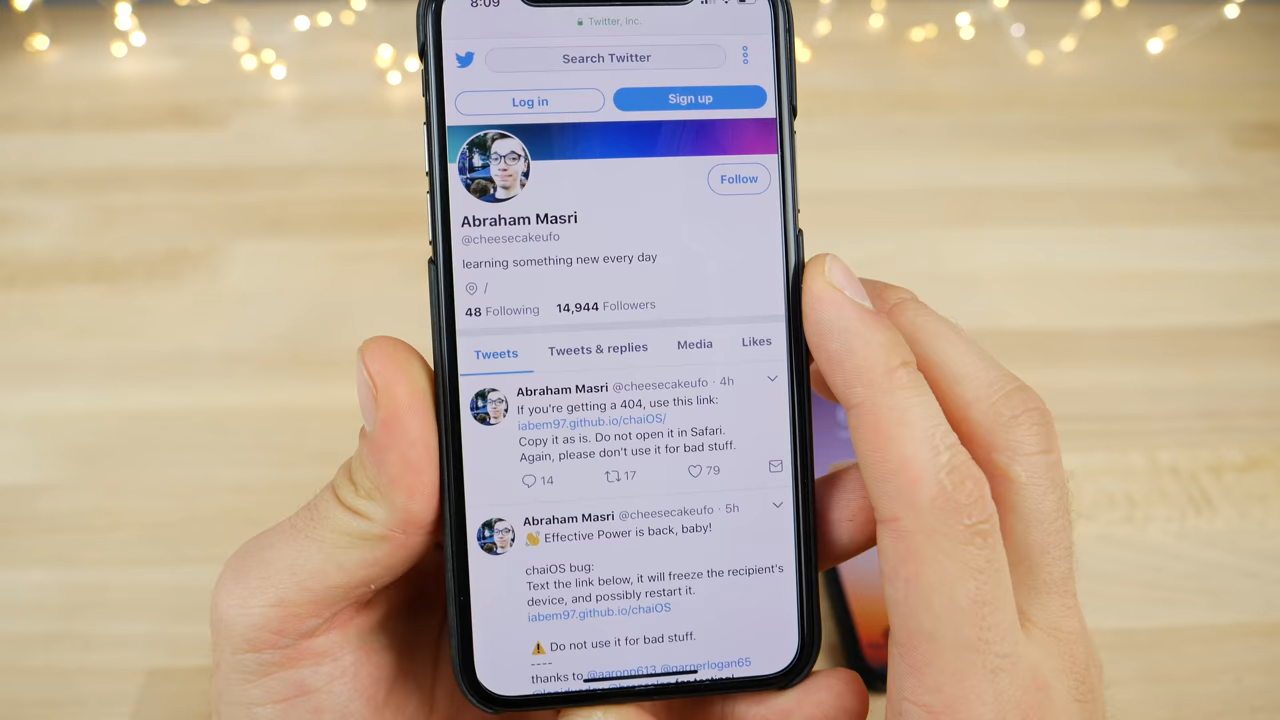 8:09
Twitter, Inc.
Search Twitter
Log in
Sign up
Follow
Abraham Masri
@cheesecakeufo
learning something new every day
/
48 Following 14,944 Followers
Tweets Tweets & replies Media Likes
Abraham Masri @cheesecakeufo · 4h
If you're getting a 404, use this link:
iabem97.github.io/chaiOS/
Copy it as is. Do not open it in Safari.
Again, please don't use it for bad stuff.
14 17 79
Abraham Masri @cheesecakeufo · 5h
👏 Effective Power is back, baby!
chaiOS bug:
Text the link below, it will freeze the recipient's
device, and possibly restart it.
iabem97.github.io/chaiOS
⚠️ Do not use it for bad stuff.
----
thanks to @aaronp613 @garnerlogan65